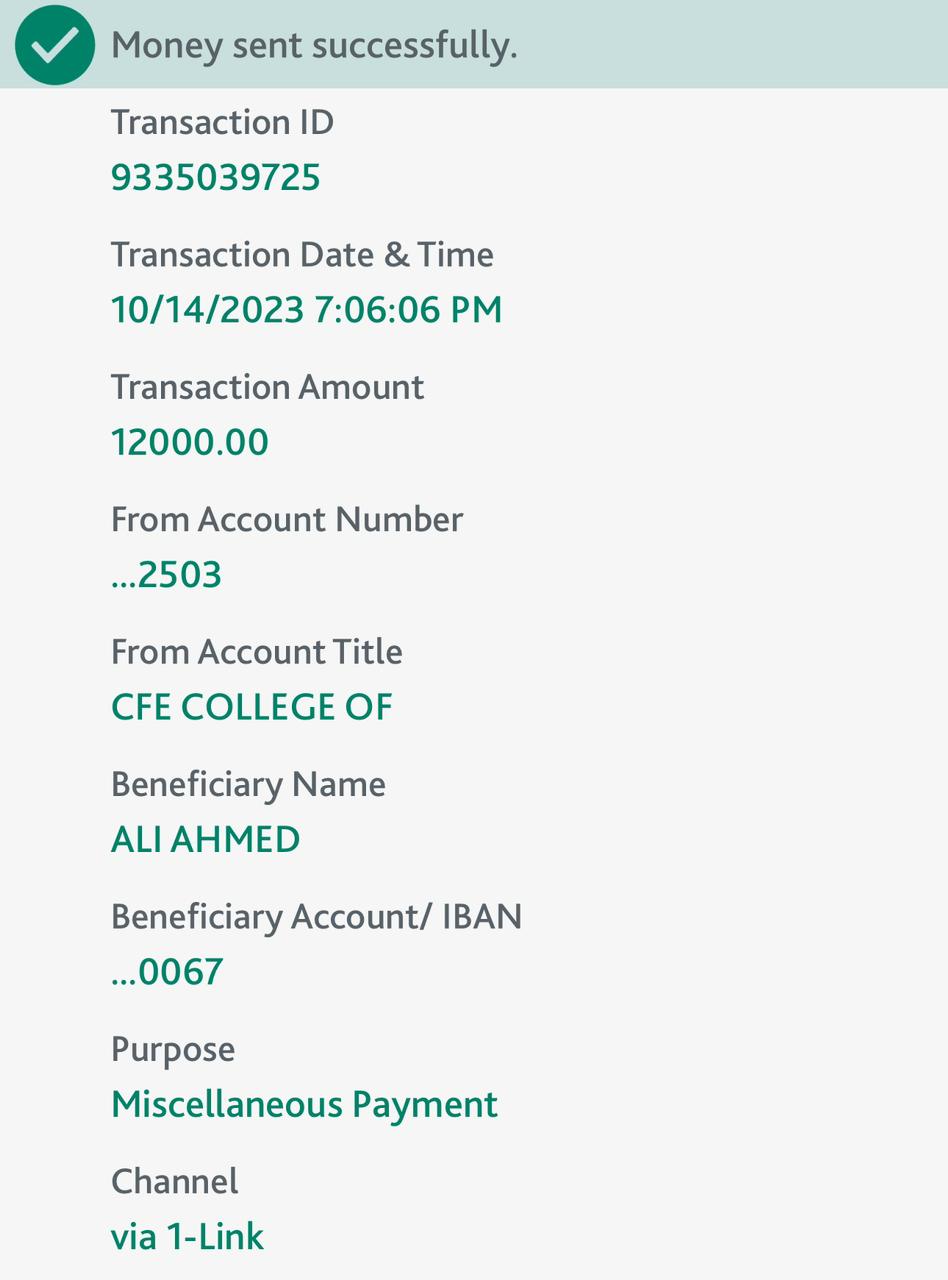 Money sent successfully.
Transaction ID
9335039725
Transaction Date & Time
10/14/2023 7:06:06 PM
Transaction Amount
12000.00
From Account Number
...2503
From Account Title
CFE COLLEGE OF
Beneficiary Name
ALI AHMED
Beneficiary Account/ IBAN
...0067
Purpose
Miscellaneous Payment
Channel
via 1-Link